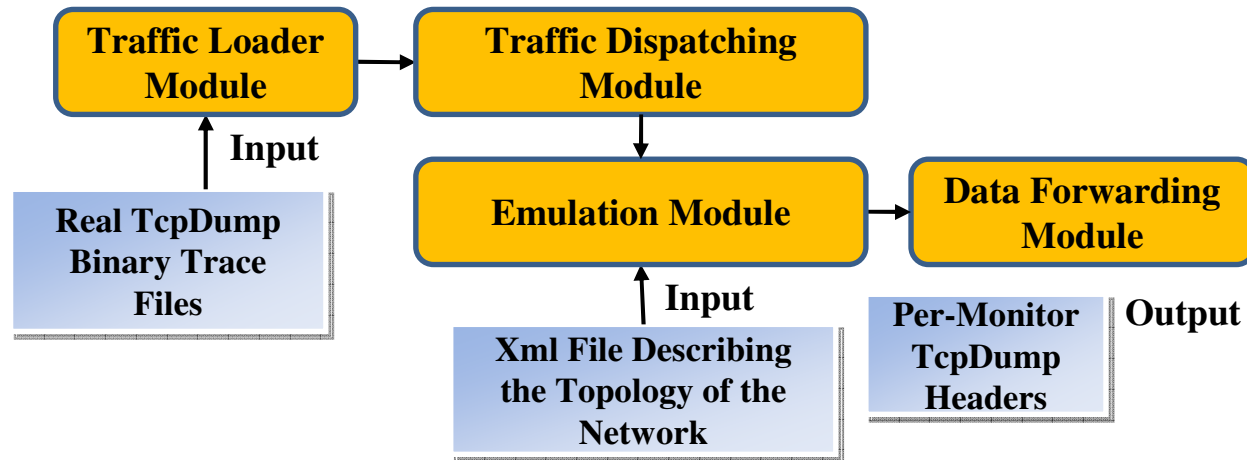 Traffic Loader
Module
Traffic Dispatching
Module
Input
Real TcpDump
Binary Trace
Files
Emulation Module
Data Forwarding
Module
Input
Xml File Describing
the Topology of the
Network
Per-Monitor
TcpDump
Headers
Output